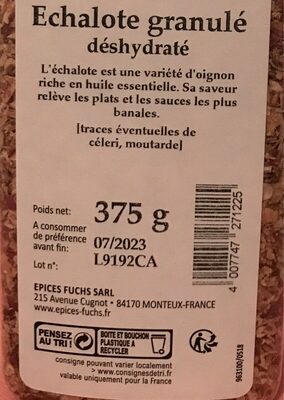 Echalote granulé
déshydraté
L'échalote est une variété d'oignon
riche en huile essentielle. Sa saveur
relève les plats et les sauces les plus
banales.
[traces éventuelles de
céleri, moutarde]
Poids net: 375 g
A consommer
de préférence
avant fin: 07/2023
Lot n°: L9192CA
4 007747 271225
EPICES FUCHS SARL
215 Avenue Cugnot • 84170 MONTEUX-FRANCE
www.epices-fuchs.fr
PENSEZ
AU TRI !
BOITE ET BOUCHON
PLASTIQUE A
RECYCLER
consigne pouvant varier localement
> www.consignesdetri.fr
valable uniquement pour la France
963100/0518